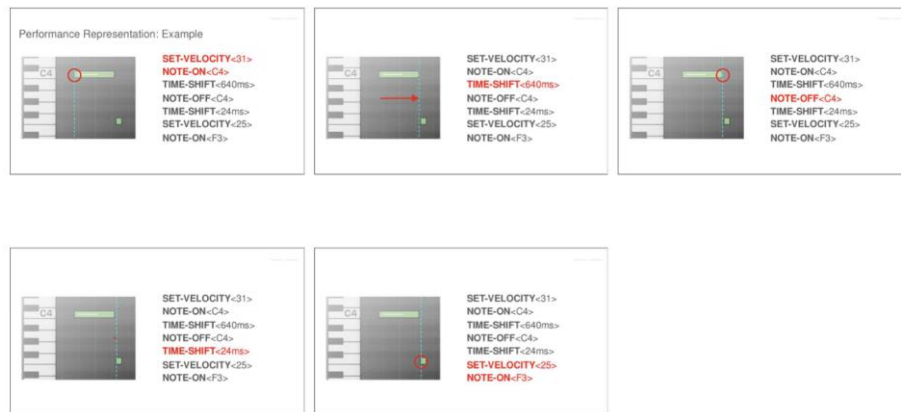 Performance Representation: Example
C4
SET-VELOCITY<31>
NOTE-ON<C4>
TIME-SHIFT<640ms>
NOTE-OFF<C4>
TIME-SHIFT<24ms>
SET-VELOCITY<25>
NOTE-ON<F3>
C4
SET-VELOCITY<31>
NOTE-ON<C4>
TIME-SHIFT<640ms>
NOTE-OFF<C4>
TIME-SHIFT<24ms>
SET-VELOCITY<25>
NOTE-ON<F3>
C4
SET-VELOCITY<31>
NOTE-ON<C4>
TIME-SHIFT<640ms>
NOTE-OFF<C4>
TIME-SHIFT<24ms>
SET-VELOCITY<25>
NOTE-ON<F3>
C4
SET-VELOCITY<31>
NOTE-ON<C4>
TIME-SHIFT<640ms>
NOTE-OFF<C4>
TIME-SHIFT<24ms>
SET-VELOCITY<25>
NOTE-ON<F3>
C4
SET-VELOCITY<31>
NOTE-ON<C4>
TIME-SHIFT<640ms>
NOTE-OFF<C4>
TIME-SHIFT<24ms>
SET-VELOCITY<25>
NOTE-ON<F3>